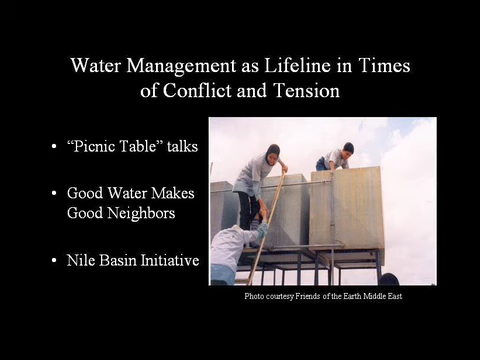 Water Management as Lifeline in Times
of Conflict and Tension
• “Picnic Table” talks
• Good Water Makes
Good Neighbors
• Nile Basin Initiative
Photo courtesy Friends of the Earth Middle East